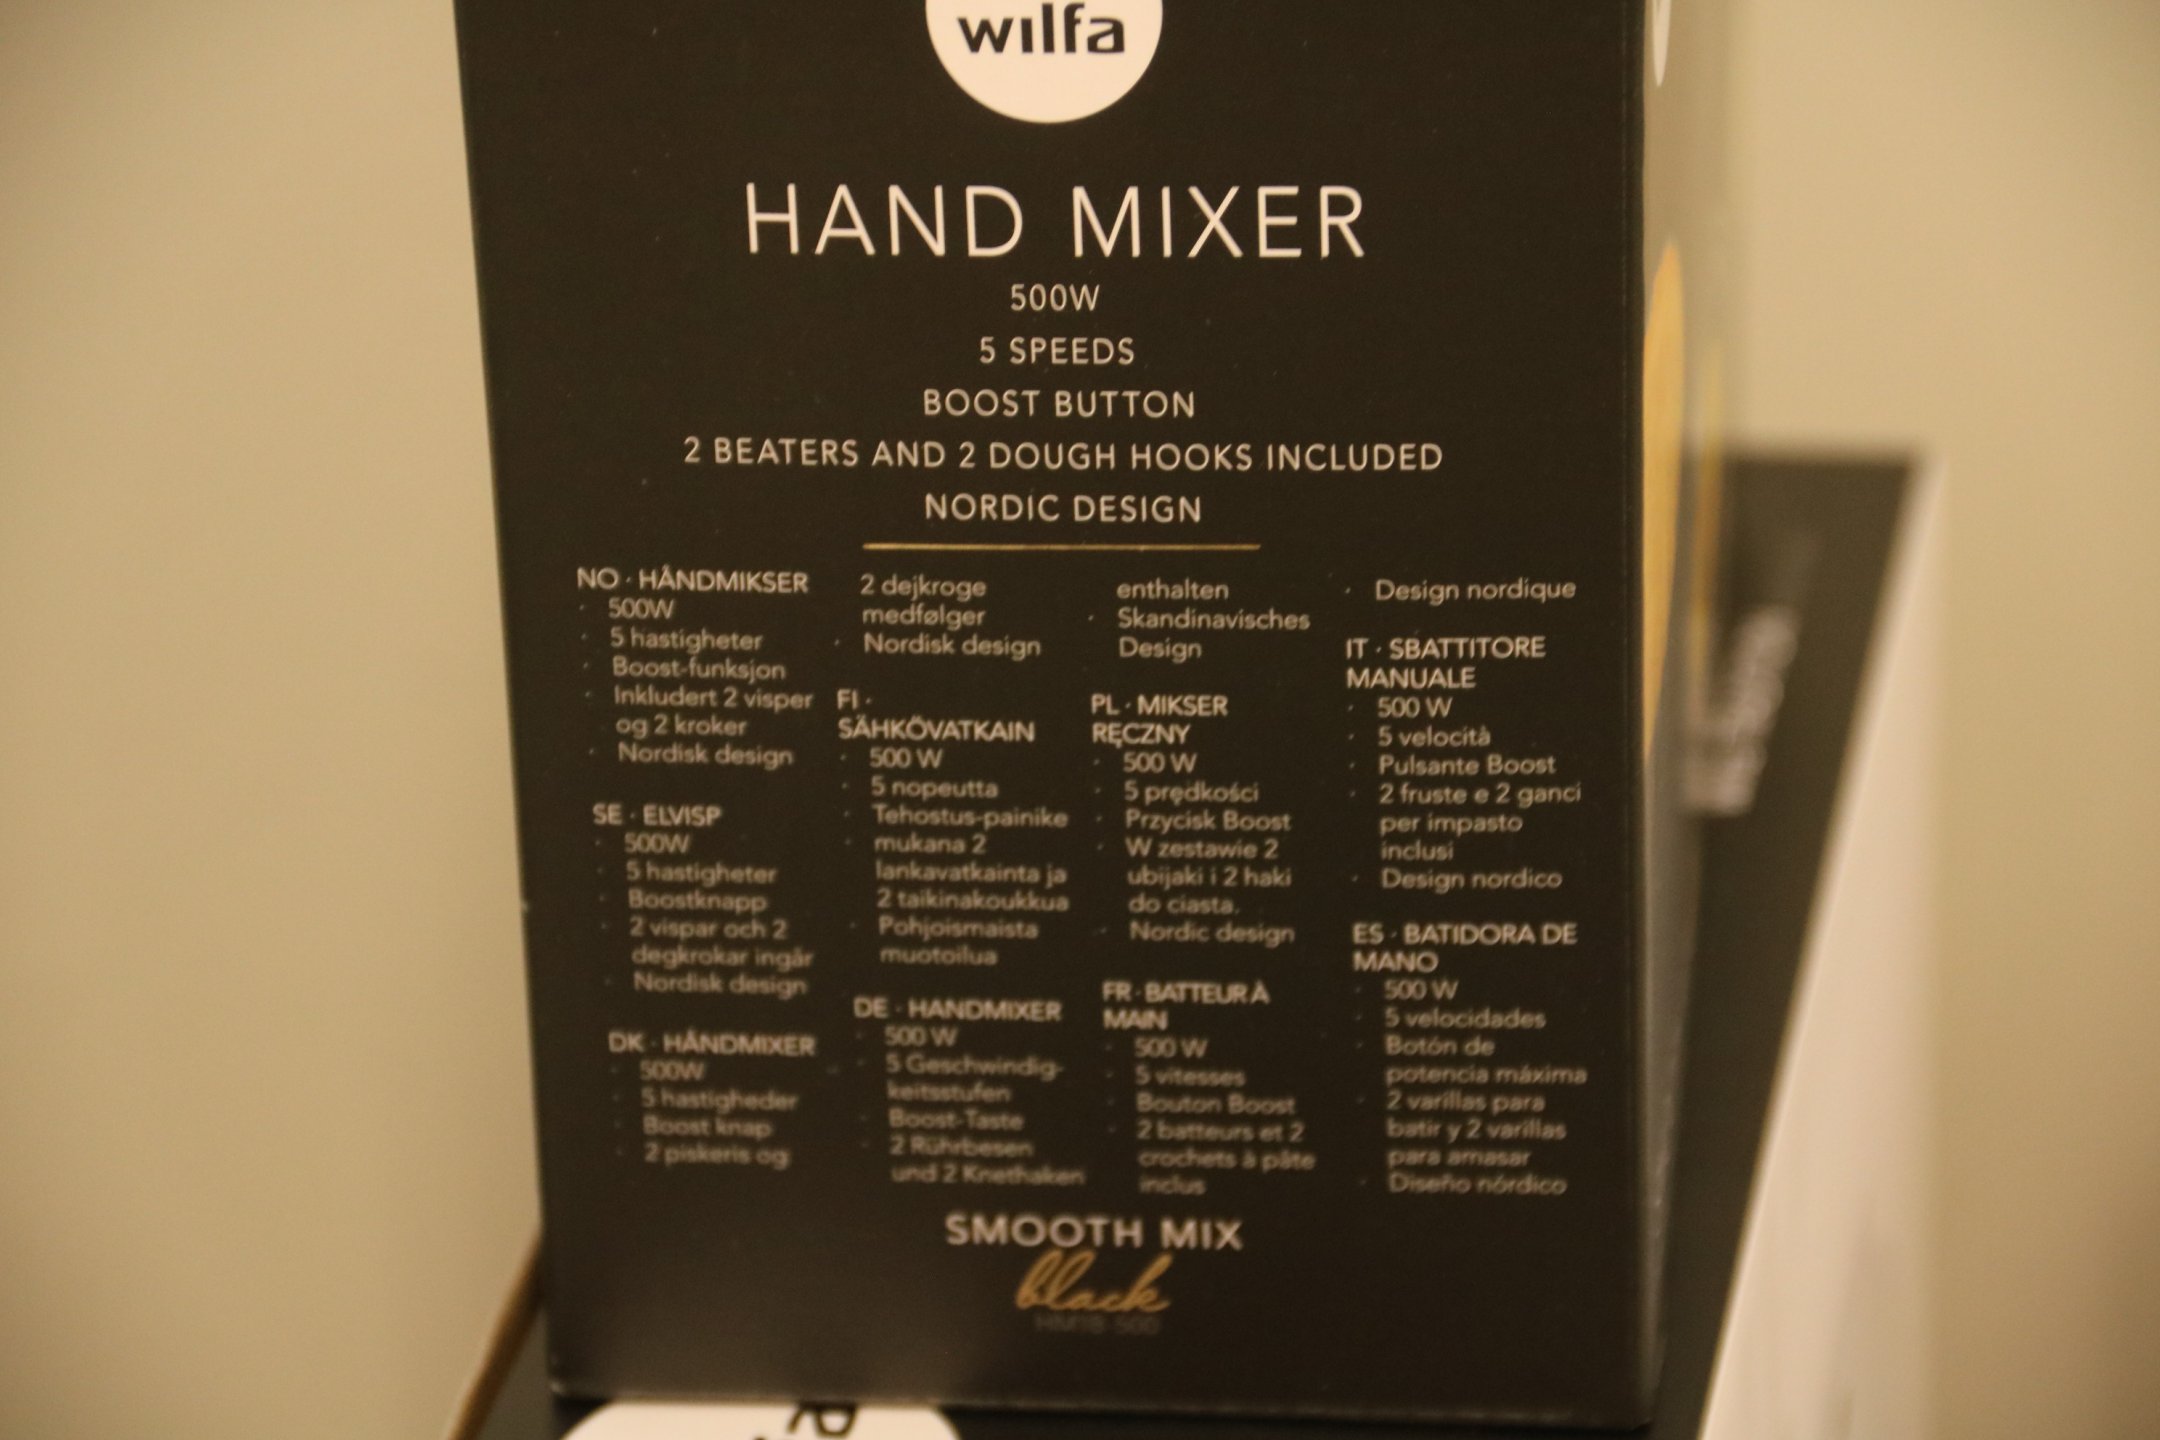 wilfa
HAND MIXER
500W
5 SPEEDS
BOOST BUTTON
2 BEATERS AND 2 DOUGH HOOKS INCLUDED
NORDIC DESIGN
NO · HÅNDMIKSER
· 500W
· 5 hastigheter
· Boost-funksjon
· Inkludert 2 visper
og 2 kroker
· Nordisk design
SE · ELVISP
· 500W
· 5 hastigheter
· Boostknapp
· 2 vispar och 2
degkrokar ingår
· Nordisk design
DK · HÅNDMIXER
· 500W
· 5 hastigheder
· Boost knap
· 2 piskeris og
2 dejkroge
medfølger
· Nordisk design
FI ·
SÄHKÖVATKAIN
· 500 W
· 5 nopeutta
· Tehostus-painike
· mukana 2
lankavatkainta ja
2 taikinakoukkua
· Pohjoismaista
muotoilua
DE · HANDMIXER
· 500 W
· 5 Geschwindig-
keitsstufen
· Boost-Taste
· 2 Rührbesen
und 2 Knethaken
enthalten
· Skandinavisches
Design
PL · MIKSER
RĘCZNY
· 500 W
· 5 prędkości
· Przycisk Boost
· W zestawie 2
ubijaki i 2 haki
do ciasta.
· Nordic design
FR · BATTEUR À
MAIN
· 500 W
· 5 vitesses
· Bouton Boost
· 2 batteurs et 2
crochets à pâte
inclus
· Design nordique
IT · SBATTITORE
MANUALE
· 500 W
· 5 velocità
· Pulsante Boost
· 2 fruste e 2 ganci
per impasto
inclusi
· Design nordico
ES · BATIDORA DE
MANO
· 500 W
· 5 velocidades
· Botón de
potencia máxima
· 2 varillas para
batir y 2 varillas
para amasar
· Diseño nórdico
SMOOTH MIX
black